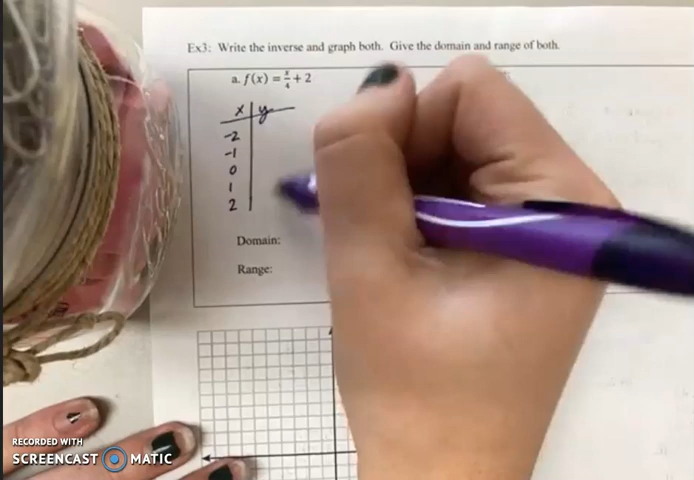 Ex3: Write the inverse and graph both. Give the domain and range of both.
a. f(x) = x/4 + 2
x y
-2
-1
0
1
2
Domain:
Range:
RECORDED WITH
SCREENCAST MATIC